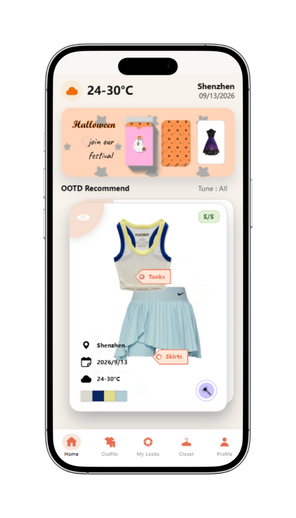 24-30°C
Shenzhen
09/13/2026
Halloween
join our
festival
OOTD Recommend
Tune : All
S/S
Tanks
Skirts
Shenzhen
2026/9/13
24-30°C
Home
Outfits
My Looks
Closet
Profile